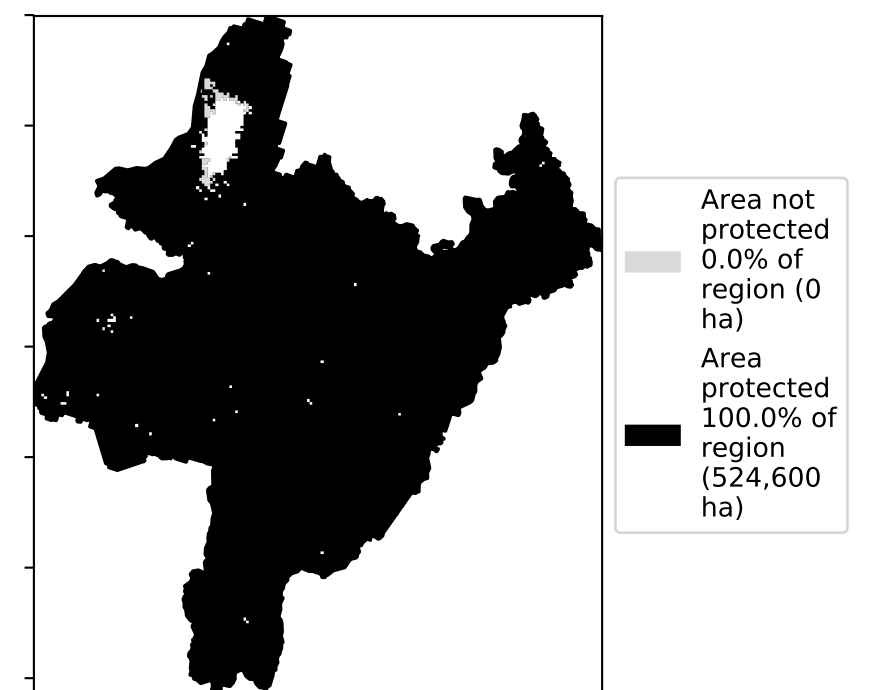 Area not
protected
0.0% of
region (0
ha)
Area
protected
100.0% of
region
(524,600
ha)